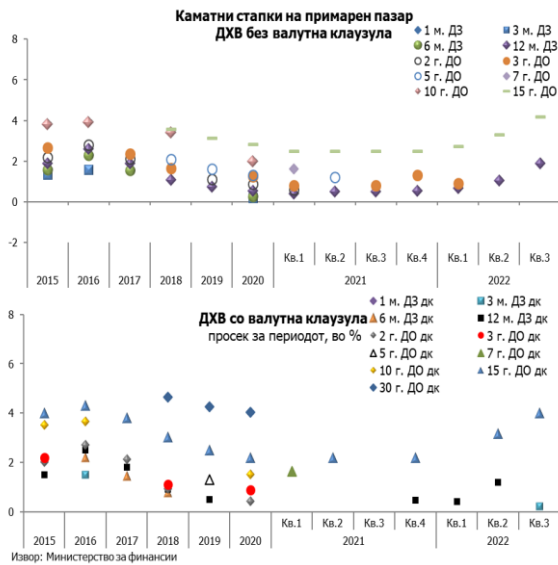 Каматни стапки на примарен пазар
ДХВ без валутна клаузула
1 м. ДЗ
3 м. ДЗ
6 м. ДЗ
12 м. ДЗ
2 г. ДО
3 г. ДО
5 г. ДО
7 г. ДО
10 г. ДО
15 г. ДО
8
6
4
2
0
-2
Кв.1 Кв.2 Кв.3 Кв.4 Кв.1 Кв.2 Кв.3
2015 2016 2017 2018 2019 2020 2021 2022
ДХВ со валутна клаузула
просек за периодот, во %
1 м. ДЗ дк
3 м. ДЗ дк
6 м. ДЗ дк
12 м. ДЗ дк
2 г. ДО дк
3 г. ДО дк
5 г. ДО дк
7 г. ДО дк
10 г. ДО дк
15 г. ДО дк
30 г. ДО дк
8
6
4
2
0
Кв.1 Кв.2 Кв.3 Кв.4 Кв.1 Кв.2 Кв.3
2015 2016 2017 2018 2019 2020 2021 2022
Извор: Министерство за финансии